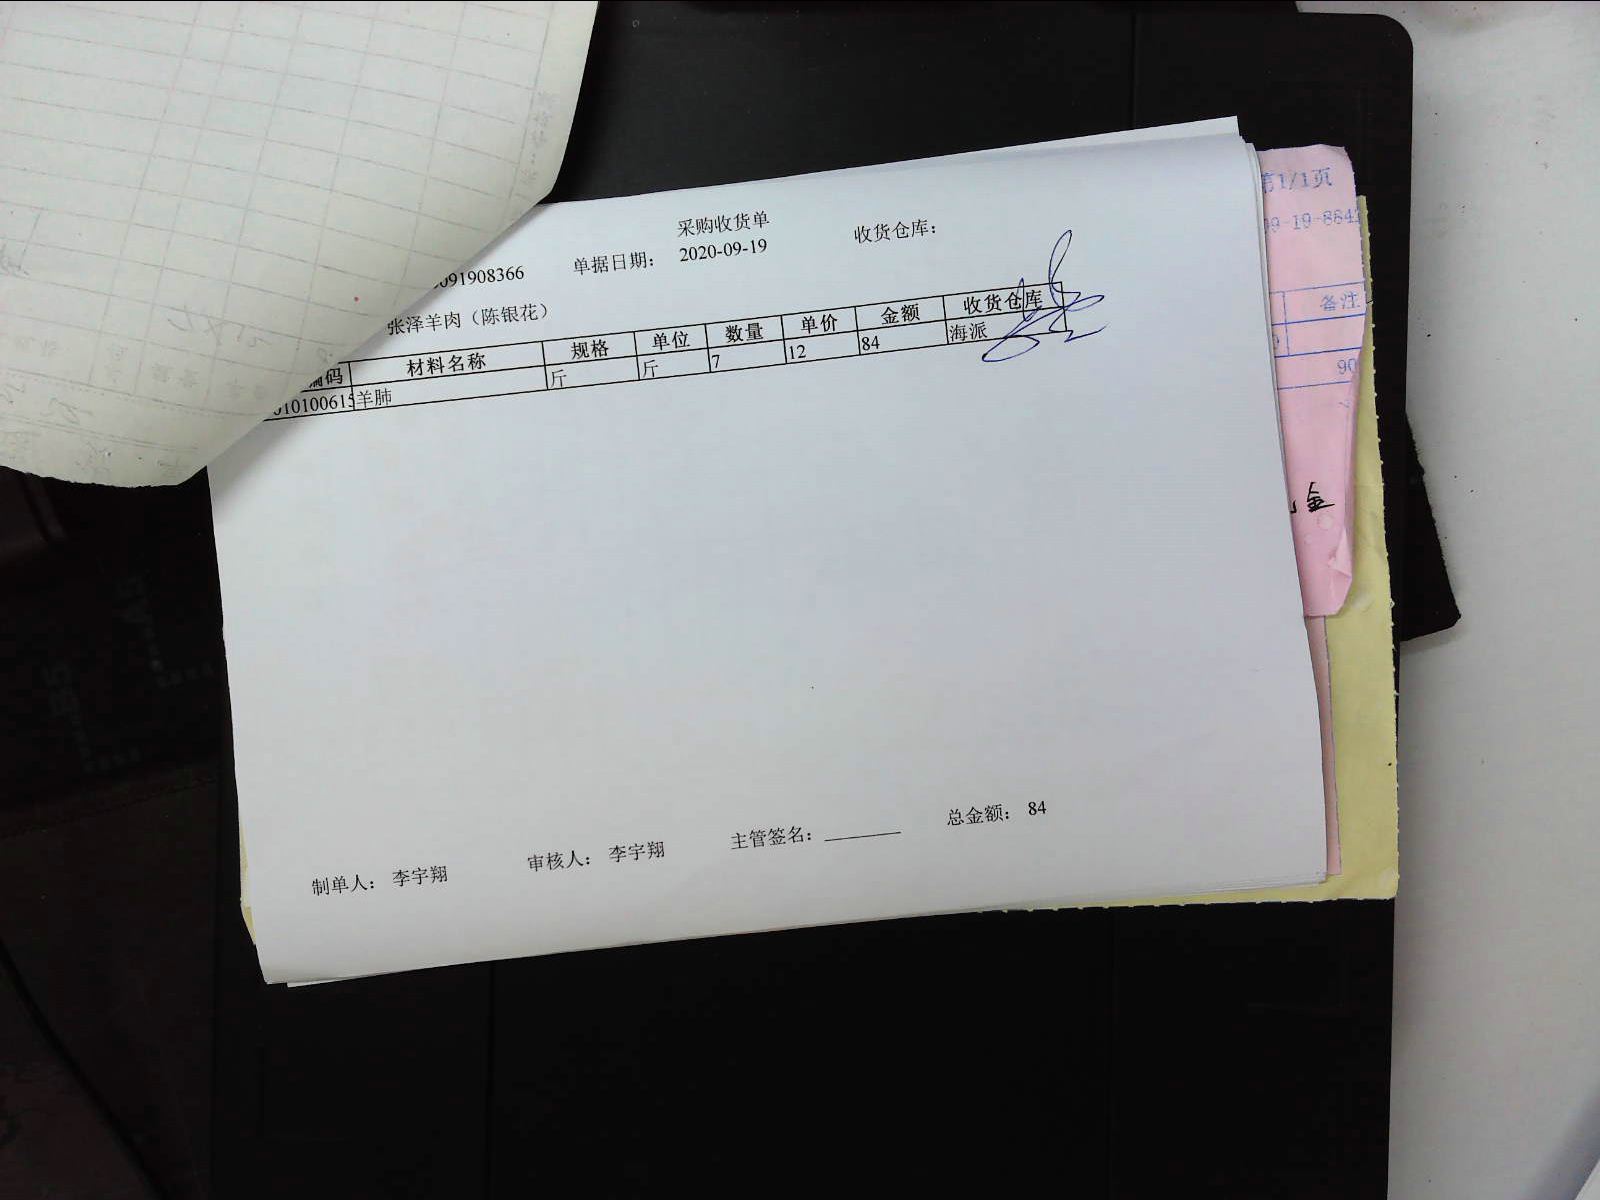 采购收货单
091908366 单据日期： 2020-09-19 收货仓库：
张泽羊肉（陈银花）
编码 材料名称 规格 单位 数量 单价 金额 收货仓库
010100615 羊肺 斤 斤 7 12 84 海派
制单人： 李宇翔 审核人： 李宇翔 主管签名： 总金额： 84
第1/1页
09-19-884
备注
90
金